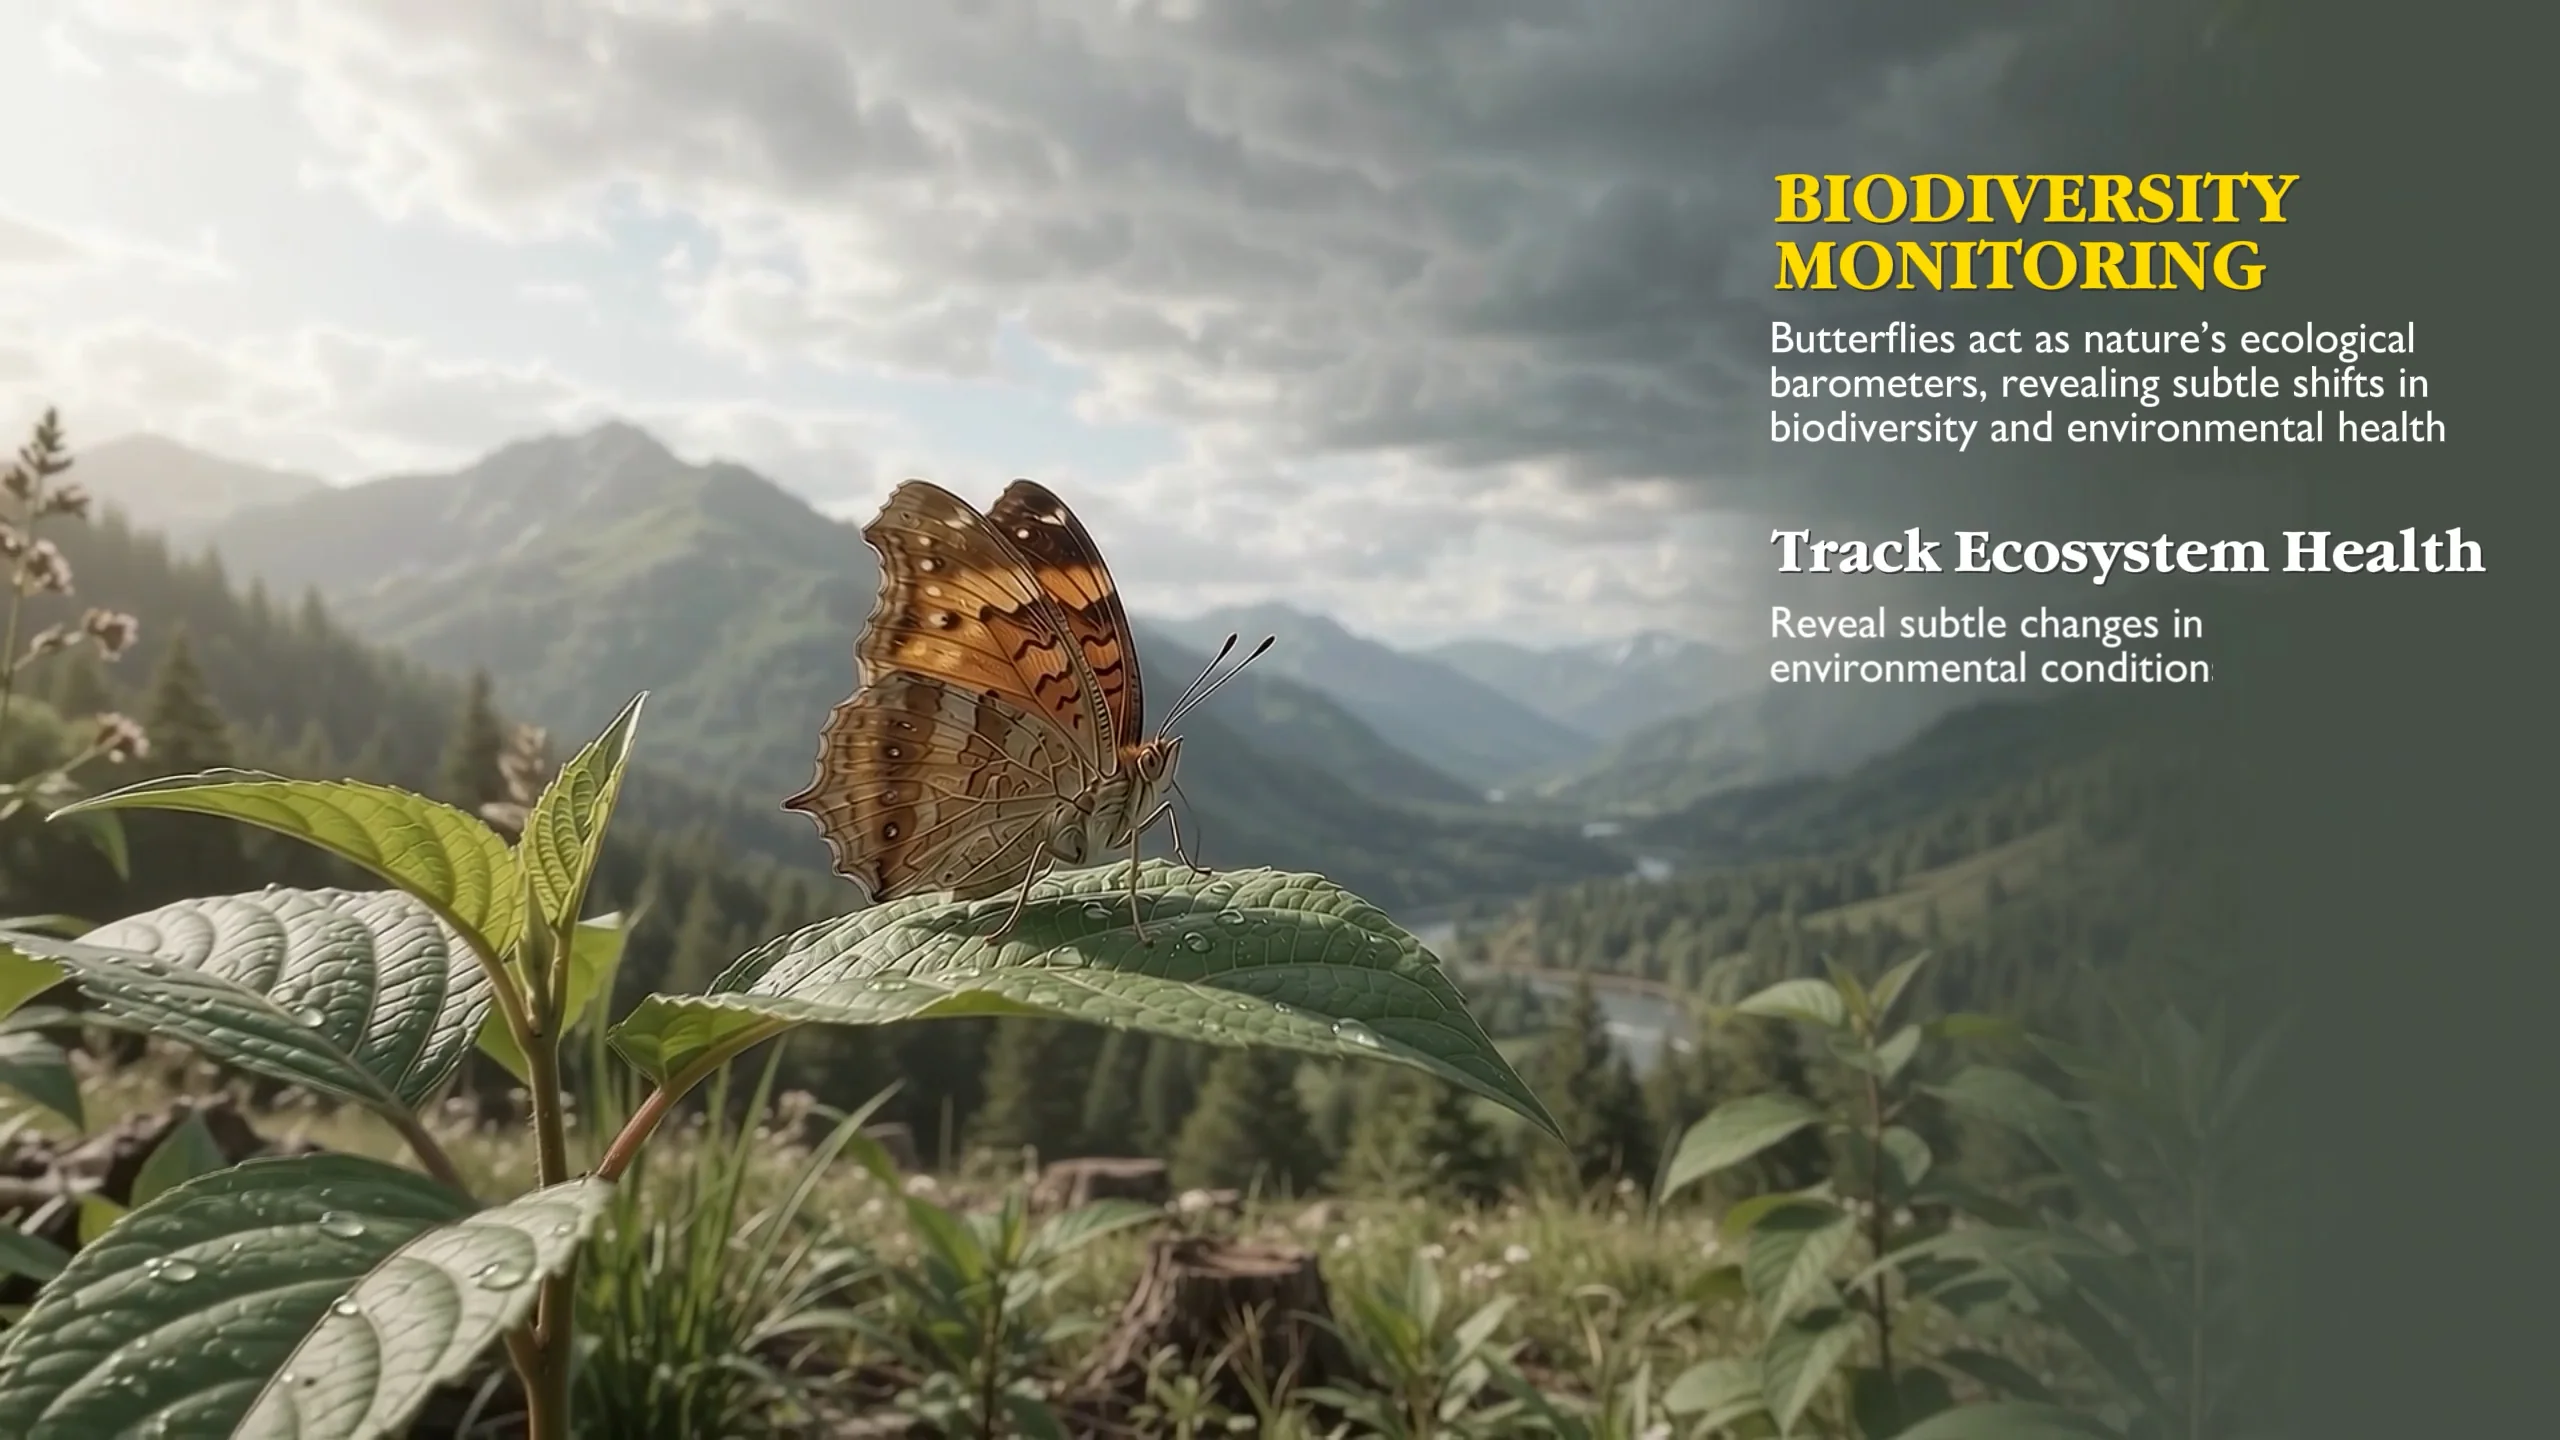 BIODIVERSITY
MONITORING
Butterflies act as nature’s ecological
barometers, revealing subtle shifts in
biodiversity and environmental health
Track Ecosystem Health
Reveal subtle changes in
environmental condition